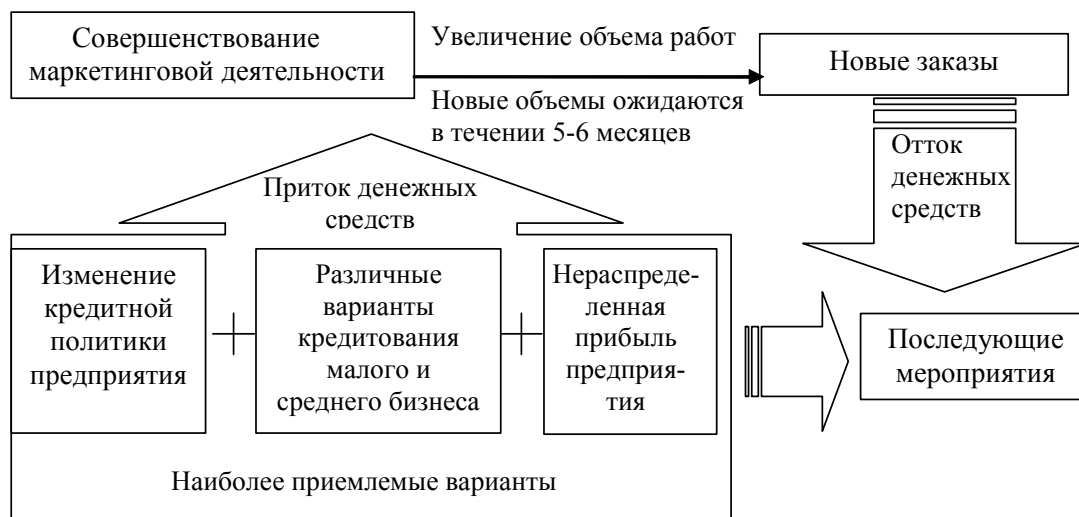 Совершенствование
маркетинговой деятельности
Увеличение объема работ
Новые объемы ожидаются
в течении 5-6 месяцев
Новые заказы
Отток
денежных
средств
Приток денежных
средств
Изменение
кредитной
политики
предприятия
Различные
варианты
кредитования
малого и
среднего бизнеса
Нераспреде-
ленная
прибыль
предприя-
тия
Последующие
мероприятия
Наиболее приемлемые варианты